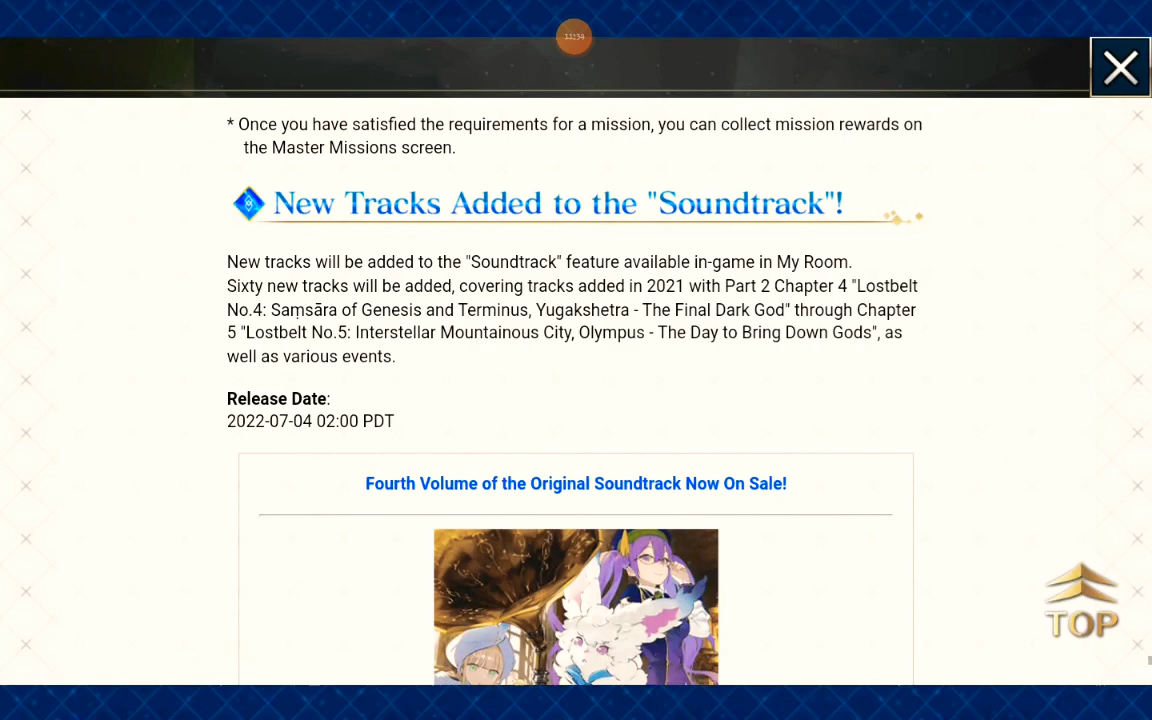 11:34
* Once you have satisfied the requirements for a mission, you can collect mission rewards on
the Master Missions screen.
New Tracks Added to the "Soundtrack"!
New tracks will be added to the "Soundtrack" feature available in-game in My Room.
Sixty new tracks will be added, covering tracks added in 2021 with Part 2 Chapter 4 "Lostbelt
No.4: Saṃsāra of Genesis and Terminus, Yugakshetra - The Final Dark God" through Chapter
5 "Lostbelt No.5: Interstellar Mountainous City, Olympus - The Day to Bring Down Gods", as
well as various events.
Release Date:
2022-07-04 02:00 PDT
Fourth Volume of the Original Soundtrack Now On Sale!
TOP